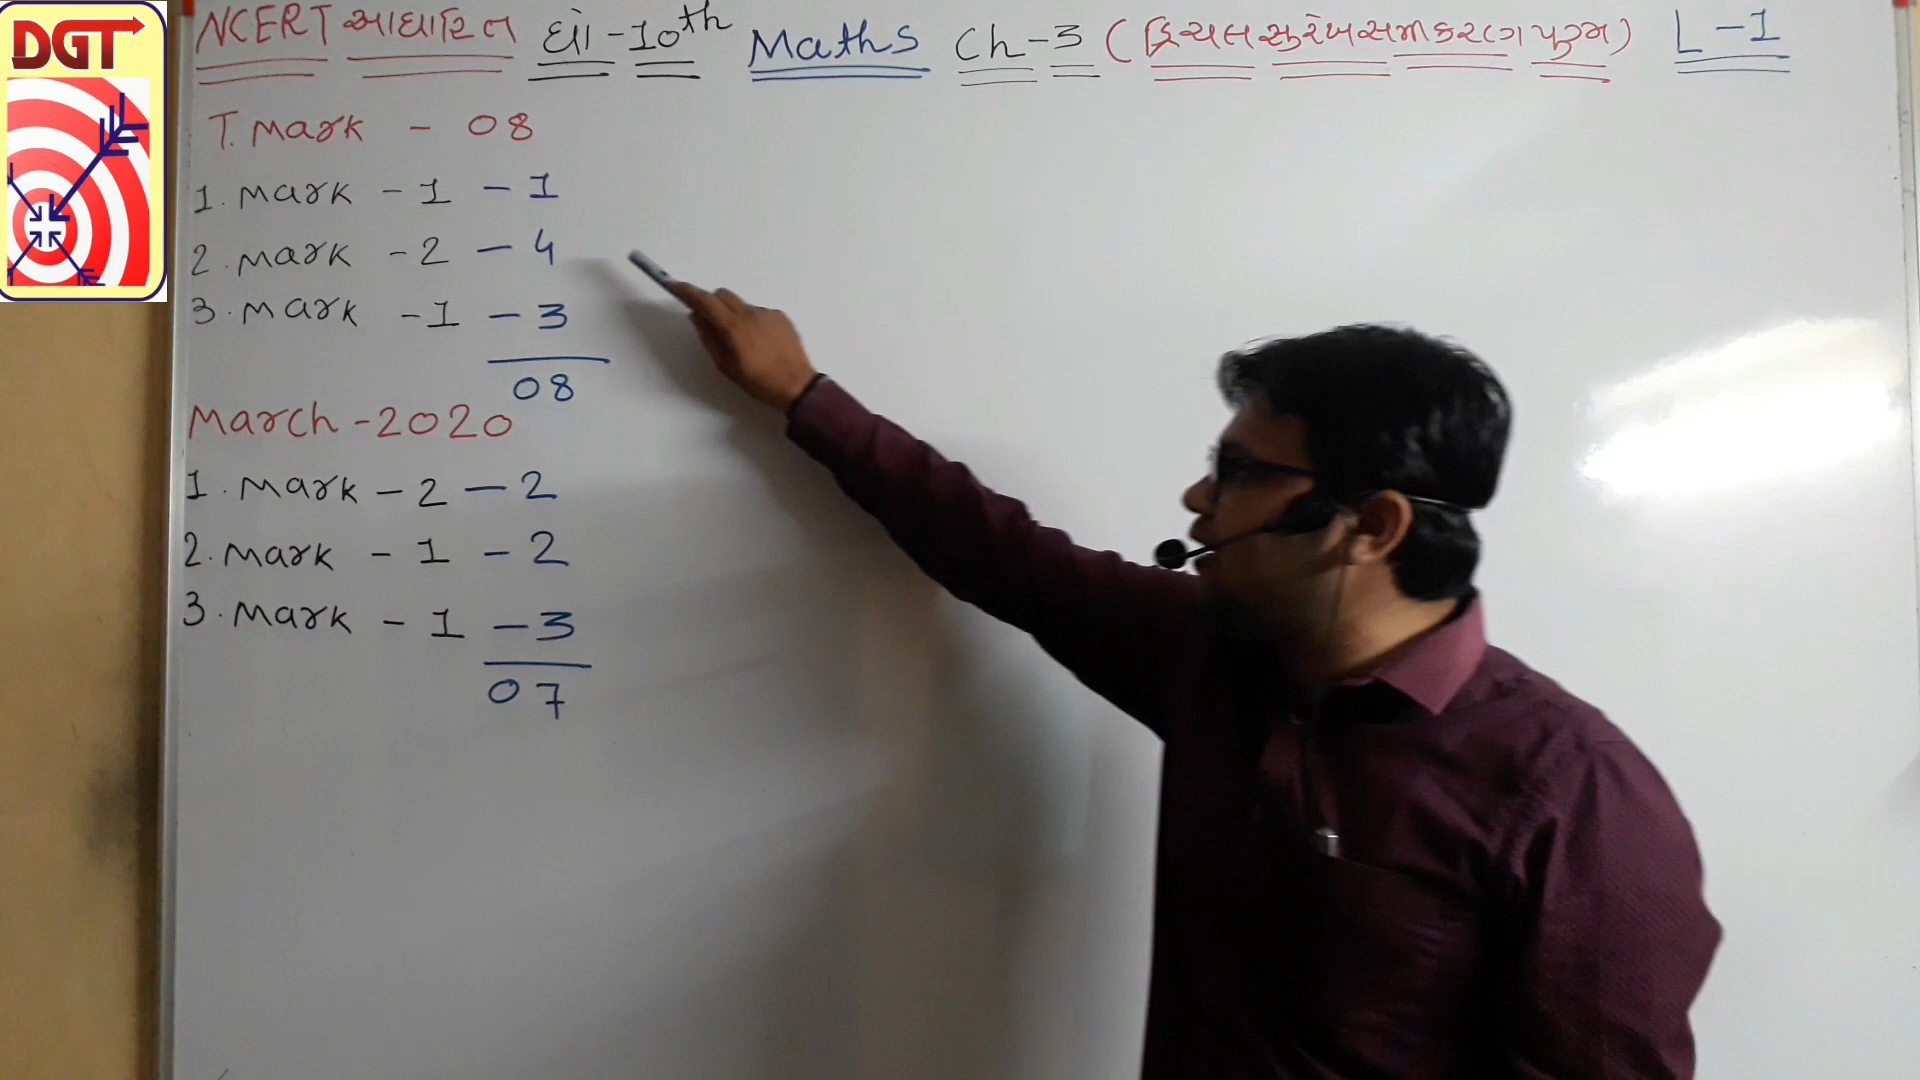 DGT
NCERT આધારિત ધો-10th Maths Ch-3 (દ્વિચલ સુરેખ સમીકરણ યુગ્મ) L-1
T. Mark - 08
1. Mark - 1 - 1
2. Mark - 2 - 4
3. Mark - 1 - 3
08
March - 2020
1. Mark - 2 - 2
2. Mark - 1 - 2
3. Mark - 1 - 3
07